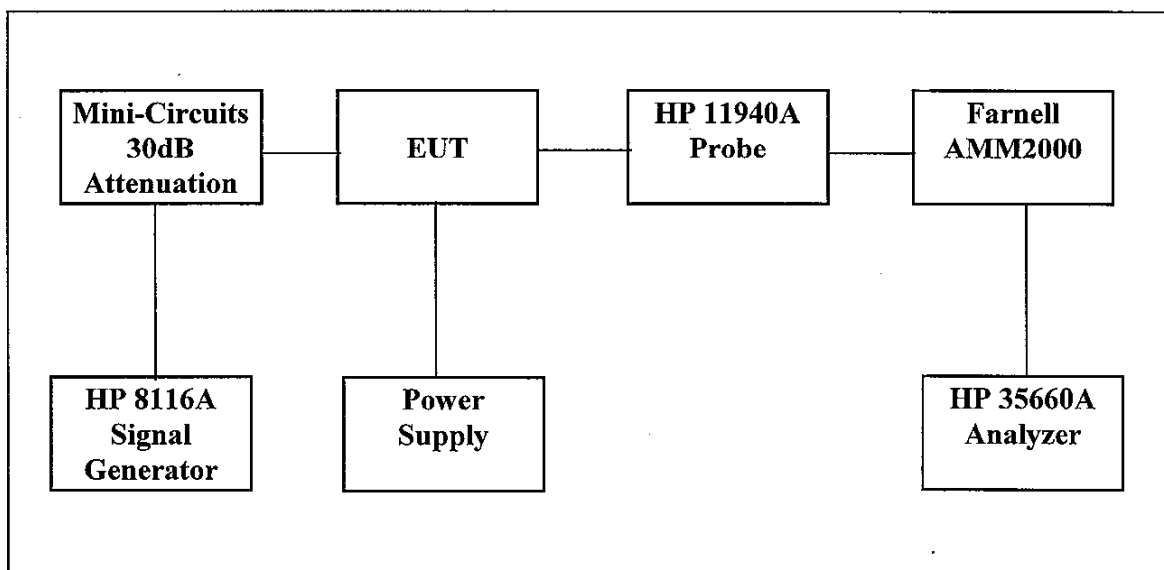 Mini-Circuits
30dB
Attenuation
EUT
HP 11940A
Probe
Farnell
AMM2000
HP 8116A
Signal
Generator
Power
Supply
HP 35660A
Analyzer